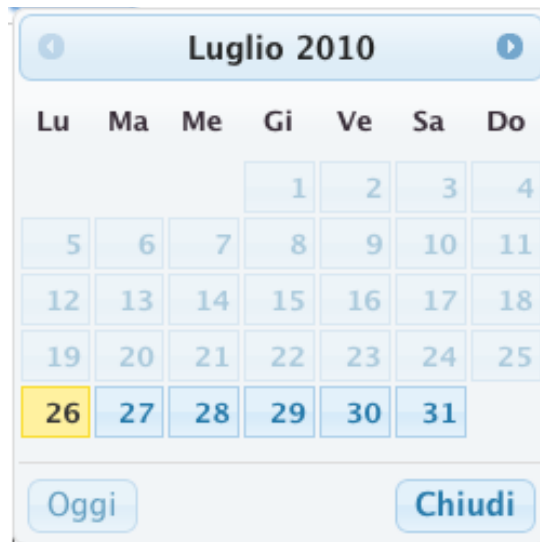 Luglio 2010
Lu Ma Me Gi Ve Sa Do
1 2 3 4
5 6 7 8 9 10 11
12 13 14 15 16 17 18
19 20 21 22 23 24 25
26 27 28 29 30 31
Oggi Chiudi